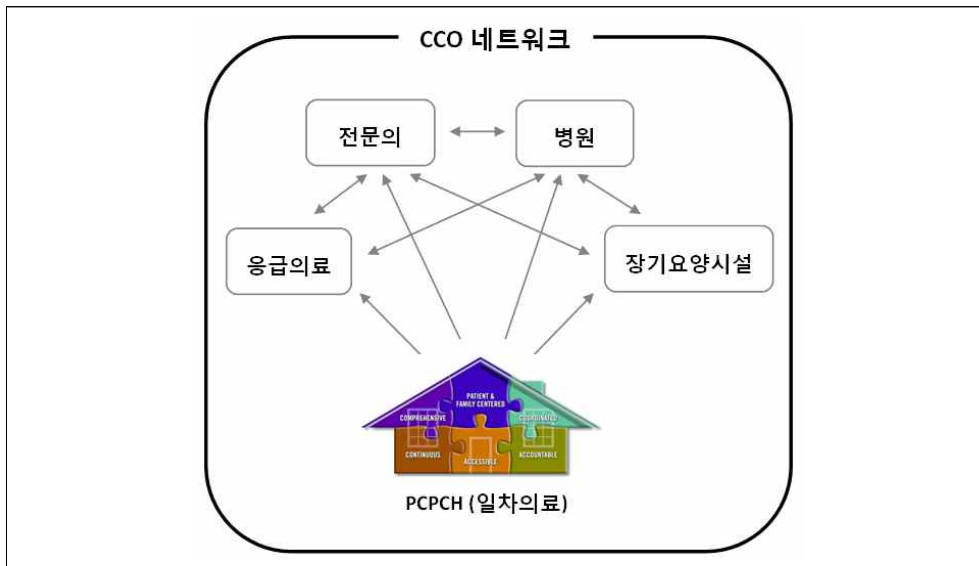 CCO 네트워크
전문의
병원
응급의료
장기요양시설
PATIENT &
FAMILY CENTERED
COMPREHENSIVE
COORDINATED
CONTINUOUS
ACCESSIBLE
ACCOUNTABLE
PCPCH (일차의료)